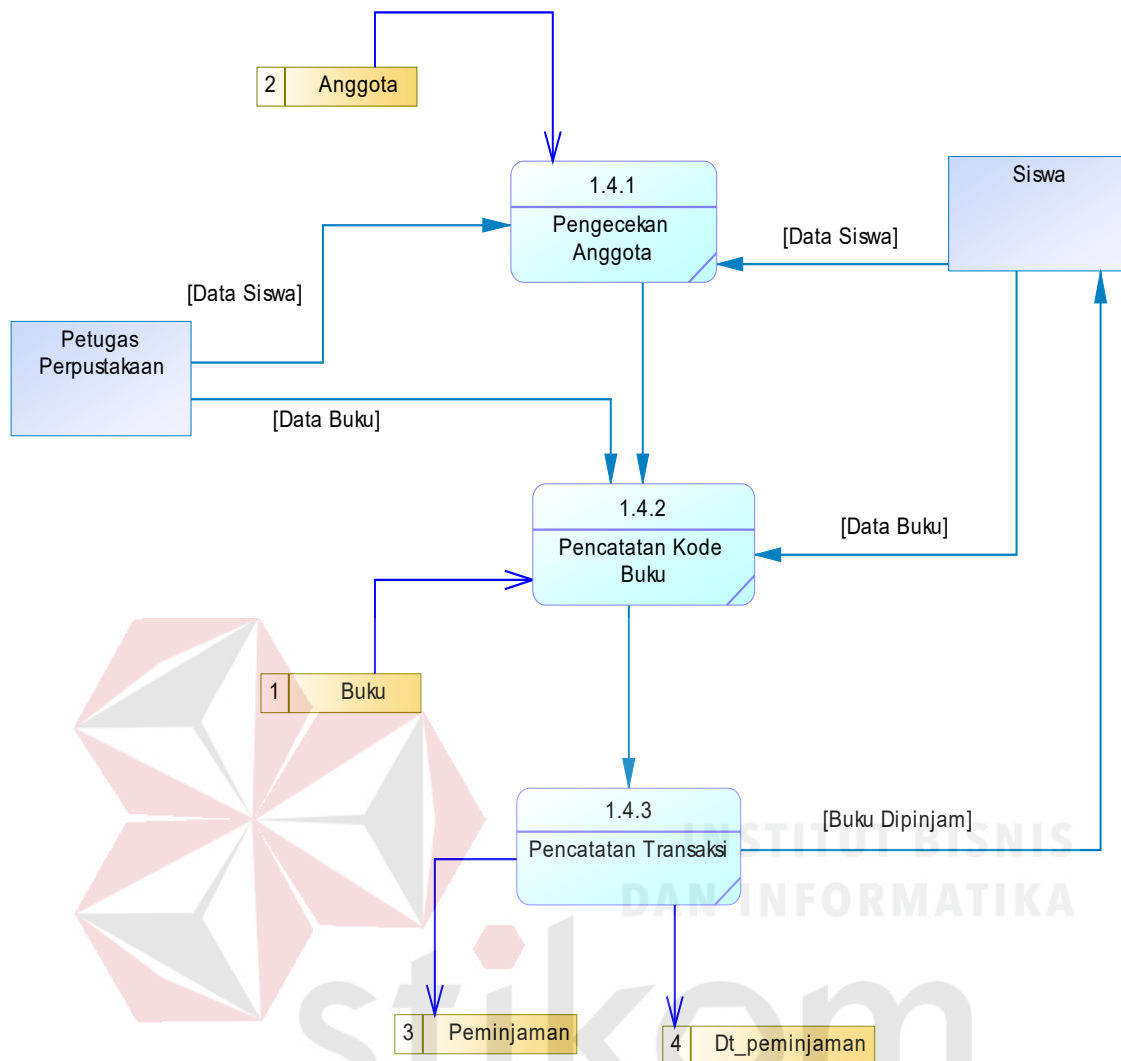 2 Anggota
1.4.1
Pengecekan
Anggota
Siswa
[Data Siswa]
[Data Siswa]
Petugas
Perpustakaan
[Data Buku]
1.4.2
Pencatatan Kode
Buku
[Data Buku]
1 Buku
1.4.3
Pencatatan Transaksi
[Buku Dipinjam]
INSTITUT BISNIS
DAN INFORMATIKA
stikom
3 Peminjaman
4 Dt_peminjaman